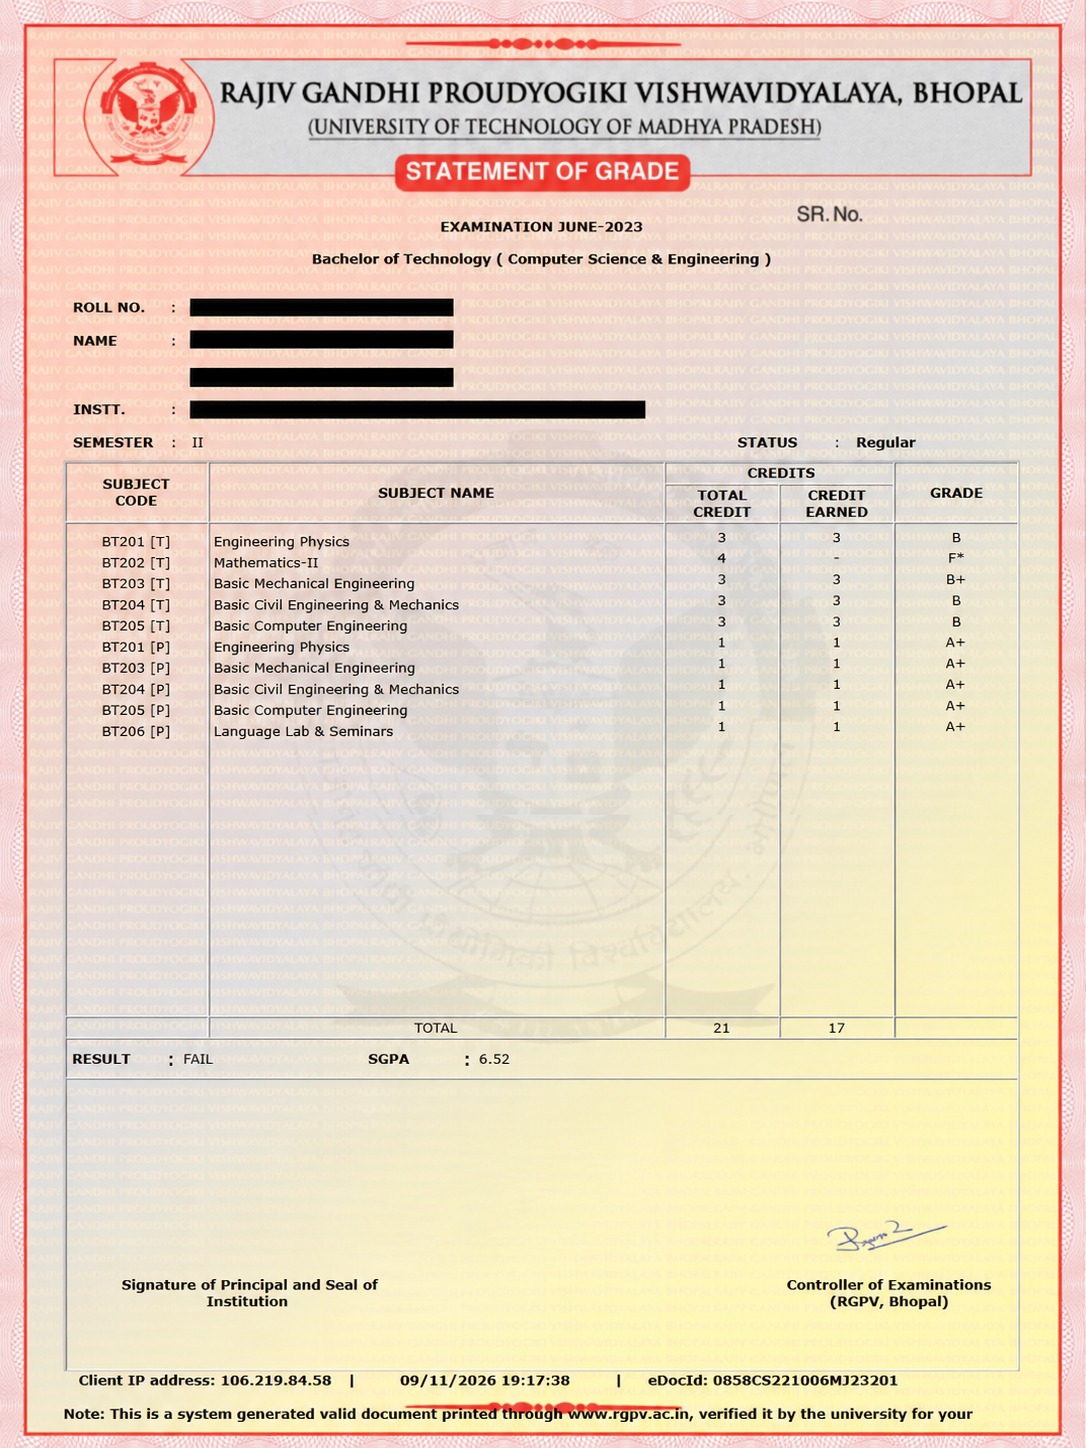 RAJIV GANDHI PROUDYOGIKI VISHWAVIDYALAYA, BHOPAL
(UNIVERSITY OF TECHNOLOGY OF MADHYA PRADESH)
STATEMENT OF GRADE
SR. No.
EXAMINATION JUNE-2023
Bachelor of Technology ( Computer Science & Engineering )
ROLL NO. :
NAME :
INSTT. :
SEMESTER : II STATUS : Regular
SUBJECT CODE SUBJECT NAME CREDITS TOTAL CREDIT CREDIT EARNED GRADE
BT201 [T] Engineering Physics 3 3 B
BT202 [T] Mathematics-II 4 - F*
BT203 [T] Basic Mechanical Engineering 3 3 B+
BT204 [T] Basic Civil Engineering & Mechanics 3 3 B
BT205 [T] Basic Computer Engineering 3 3 B
BT201 [P] Engineering Physics 1 1 A+
BT203 [P] Basic Mechanical Engineering 1 1 A+
BT204 [P] Basic Civil Engineering & Mechanics 1 1 A+
BT205 [P] Basic Computer Engineering 1 1 A+
BT206 [P] Language Lab & Seminars 1 1 A+
TOTAL 21 17
RESULT : FAIL SGPA : 6.52
Signature of Principal and Seal of
Institution
Controller of Examinations
(RGPV, Bhopal)
Client IP address: 106.219.84.58 | 09/11/2026 19:17:38 | eDocId: 0858CS221006MJ23201
Note: This is a system generated valid document printed through www.rgpv.ac.in, verified it by the university for your